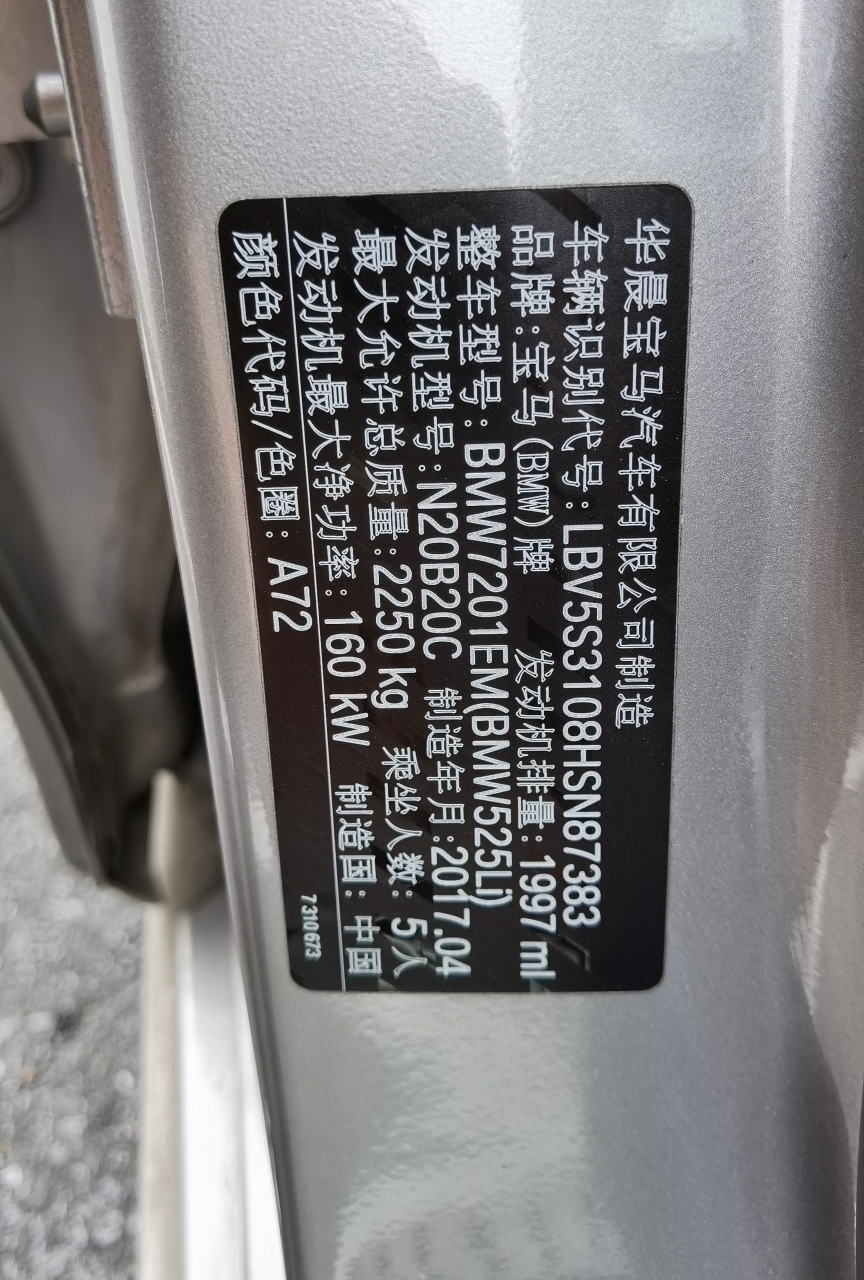 华晨宝马汽车有限公司制造
车辆识别代号:LBV5S3108HSN87383
品牌:宝马(BMW)牌 发动机排量:1997 ml
整车型号:BMW7201EM(BMW525Li)
发动机型号:N20B20C 制造年月:2017.04
最大允许总质量:2250 kg 乘坐人数:5人
发动机最大净功率:160 kW 制造国:中国
颜色代码/色圈:A72
7310673